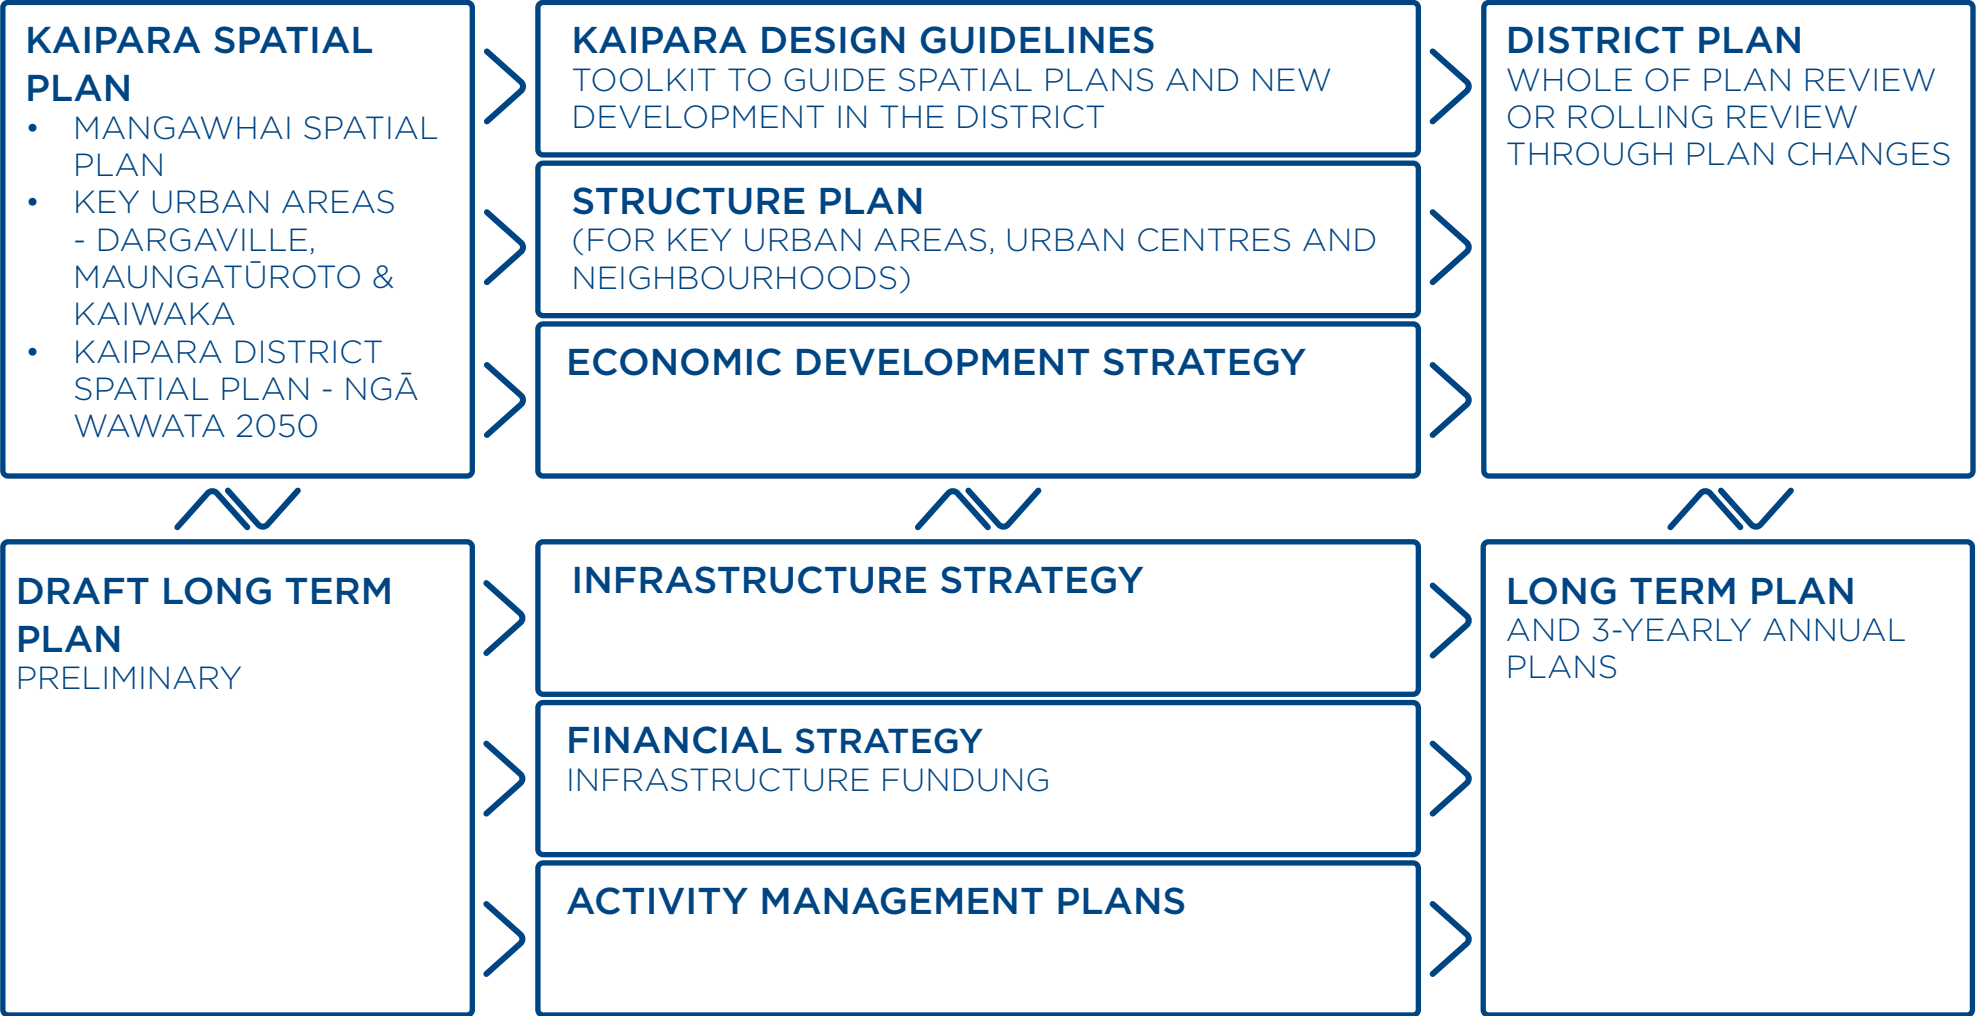 KAIPARA SPATIAL
PLAN
• MANGAWHAI SPATIAL
PLAN
• KEY URBAN AREAS
- DARGAVILLE,
MAUNGATŪROTO &
KAIWAKA
• KAIPARA DISTRICT
SPATIAL PLAN - NGĀ
WAWATA 2050
KAIPARA DESIGN GUIDELINES
TOOLKIT TO GUIDE SPATIAL PLANS AND NEW
DEVELOPMENT IN THE DISTRICT
STRUCTURE PLAN
(FOR KEY URBAN AREAS, URBAN CENTRES AND
NEIGHBOURHOODS)
ECONOMIC DEVELOPMENT STRATEGY
DISTRICT PLAN
WHOLE OF PLAN REVIEW
OR ROLLING REVIEW
THROUGH PLAN CHANGES
DRAFT LONG TERM
PLAN
PRELIMINARY
INFRASTRUCTURE STRATEGY
FINANCIAL STRATEGY
INFRASTRUCTURE FUNDUNG
ACTIVITY MANAGEMENT PLANS
LONG TERM PLAN
AND 3-YEARLY ANNUAL
PLANS